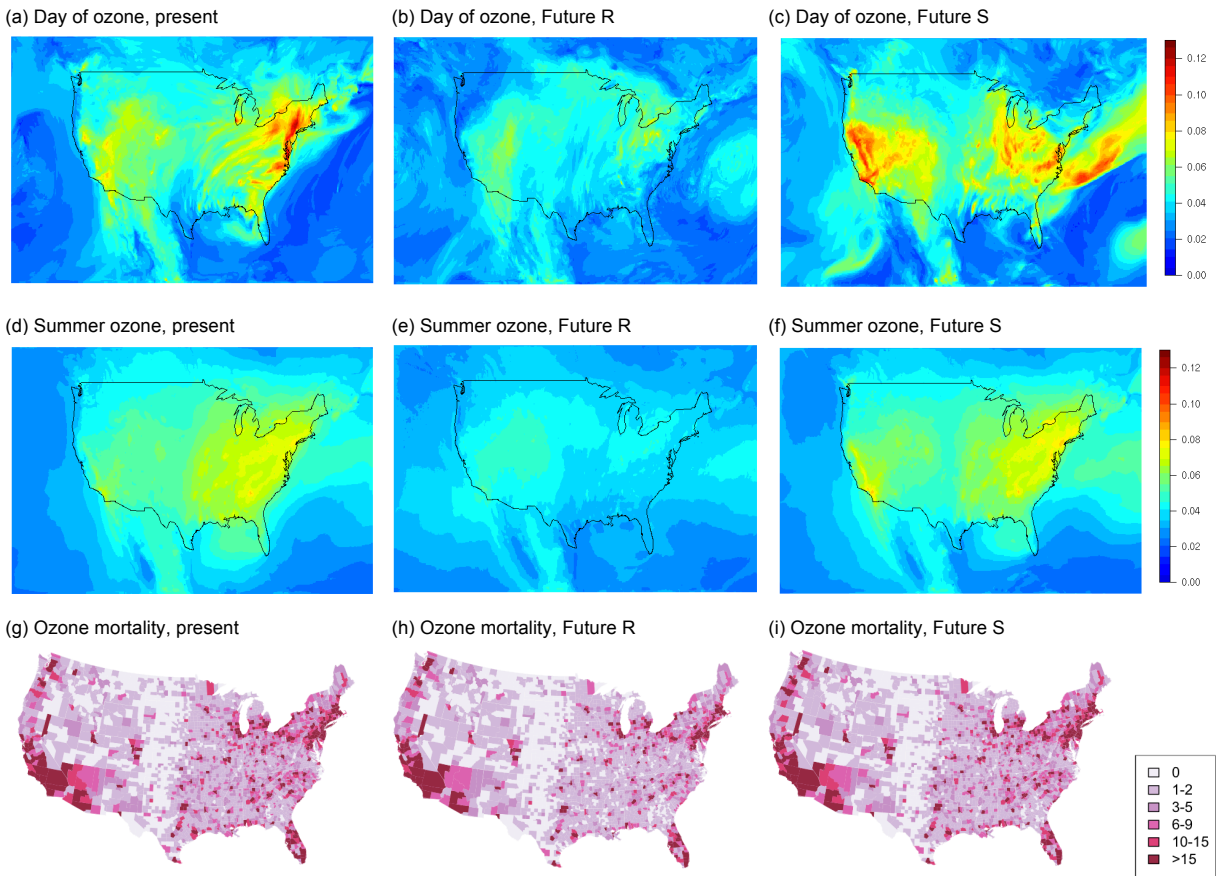 (a) Day of ozone, present
(b) Day of ozone, Future R
(c) Day of ozone, Future S
0.12
0.10
0.08
0.06
0.04
0.02
0.00
(d) Summer ozone, present
(e) Summer ozone, Future R
(f) Summer ozone, Future S
0.12
0.10
0.08
0.06
0.04
0.02
0.00
(g) Ozone mortality, present
(h) Ozone mortality, Future R
(i) Ozone mortality, Future S
0
1-2
3-5
6-9
10-15
>15